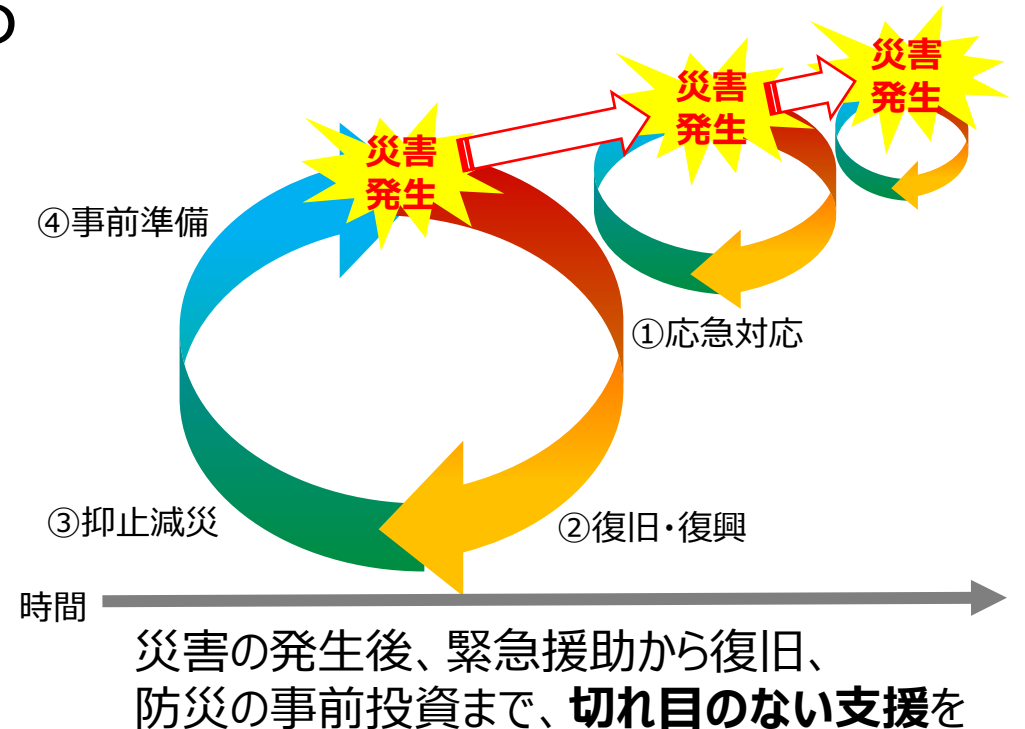 災害
発生
災害
発生
災害
発生
④事前準備
①応急対応
③抑止減災
②復旧・復興
時間
災害の発生後、緊急援助から復旧、
防災の事前投資まで、切れ目のない支援を